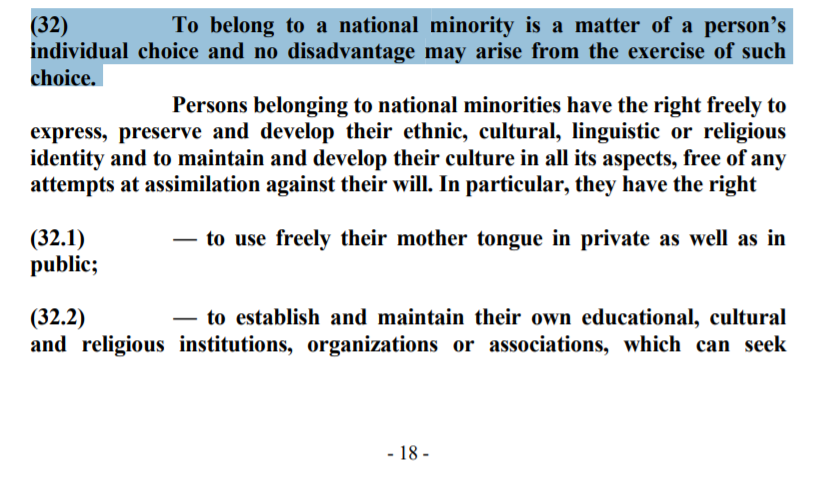 (32) To belong to a national minority is a matter of a person’s
individual choice and no disadvantage may arise from the exercise of such
choice.
Persons belonging to national minorities have the right freely to
express, preserve and develop their ethnic, cultural, linguistic or religious
identity and to maintain and develop their culture in all its aspects, free of any
attempts at assimilation against their will. In particular, they have the right
(32.1) — to use freely their mother tongue in private as well as in
public;
(32.2) — to establish and maintain their own educational, cultural
and religious institutions, organizations or associations, which can seek
- 18 -